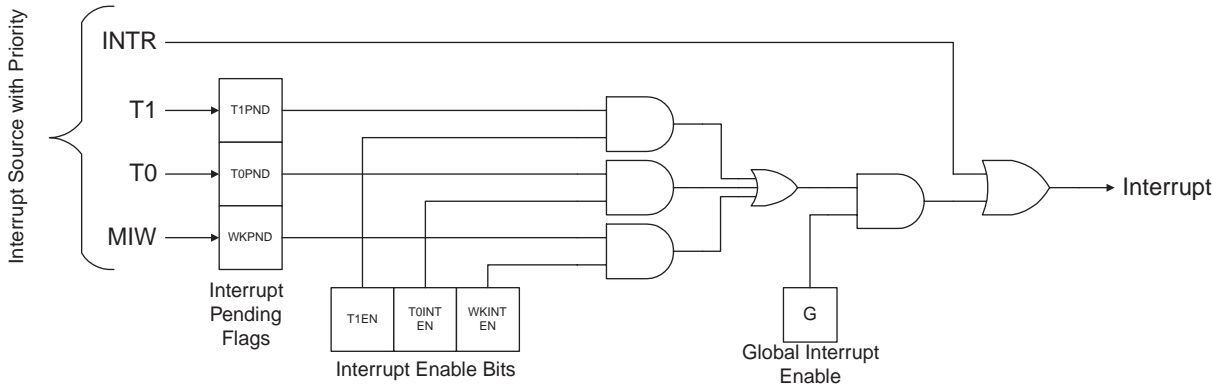 Interrupt Source with Priority
INTR
T1
T1PND
T0
T0PND
MIW
WKPND
Interrupt
Pending
Flags
T1EN
T0INT
EN
WKINT
EN
Interrupt Enable Bits
G
Global Interrupt
Enable
Interrupt